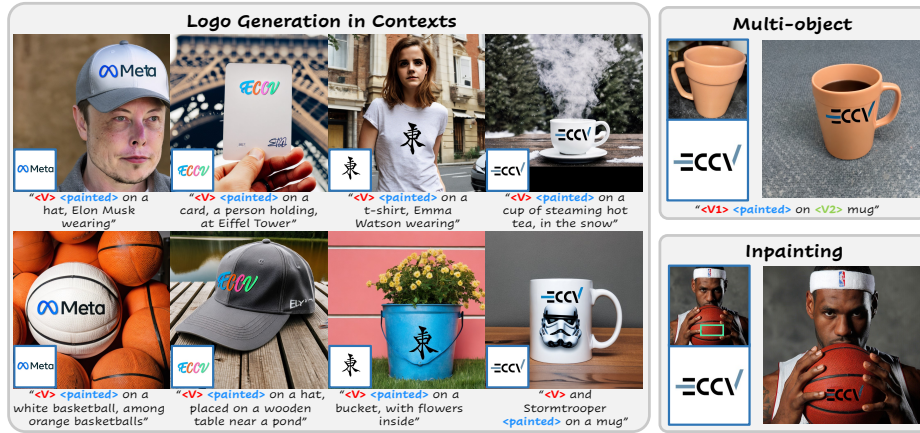 Logo Generation in Contexts
Meta
Meta
"<V> <painted> on a
hat, Elon Musk
wearing"
ECOV
ECCV
"<V> <painted> on a
card, a person holding,
at Eiffel Tower"
東
東
"<V> <painted> on a
t-shirt, Emma
Watson wearing"
ECCV
ECCV
"<V> <painted> on a
cup of steaming hot
tea, in the snow"
Meta
Meta
"<V> <painted> on a
white basketball, among
orange basketballs"
ECCV
ECCV
"<V> <painted> on a hat,
placed on a wooden
table near a pond"
東
東
"<V> <painted> on a
bucket, with flowers
inside"
ECCV
ECCV
"<V> and
Stormtrooper
<painted> on a mug"
Multi-object
ECCV
ECCV
"<V1> <painted> on <V2> mug"
Inpainting
ECCV
ECCV